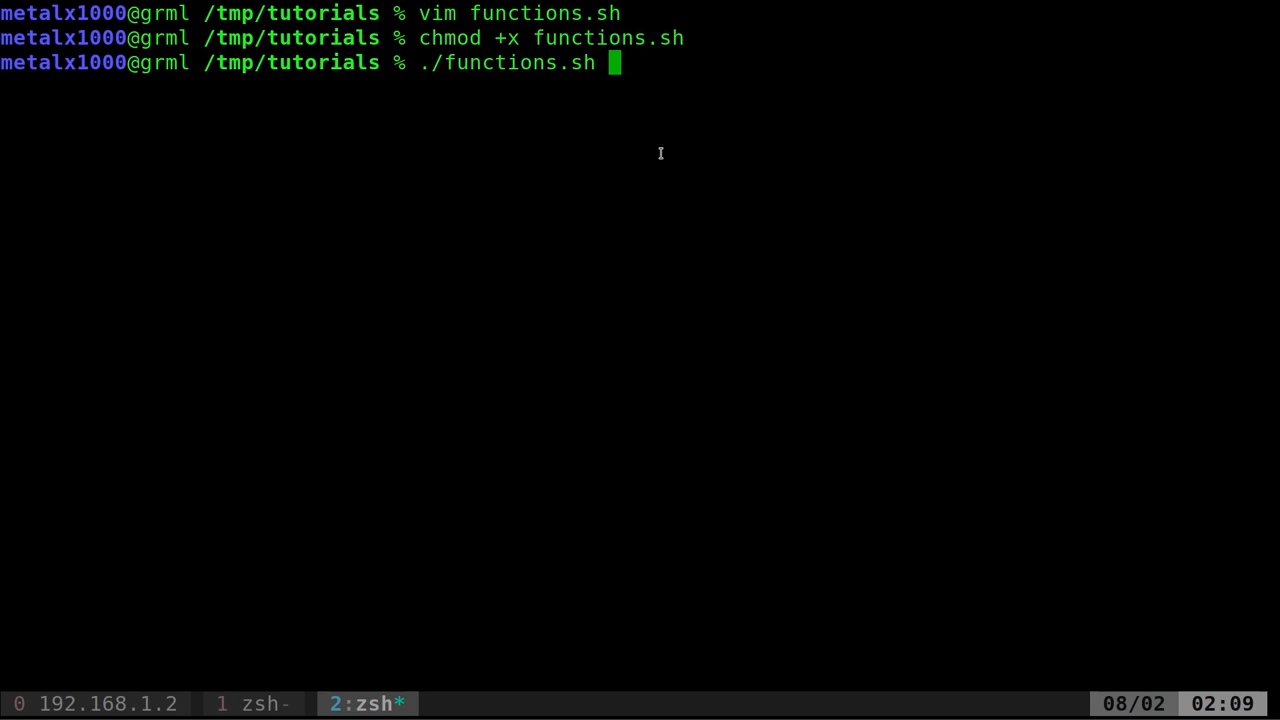 metalx1000@grml /tmp/tutorials % vim functions.sh
metalx1000@grml /tmp/tutorials % chmod +x functions.sh
metalx1000@grml /tmp/tutorials % ./functions.sh
0 192.168.1.2 1 zsh- 2:zsh* 08/02 02:09